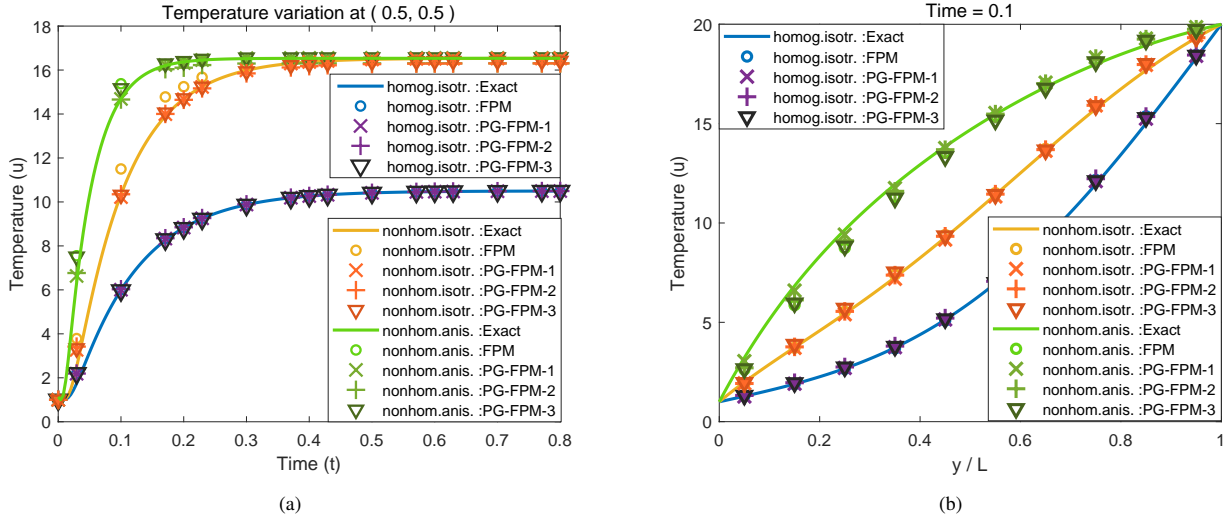 Temperature variation at ( 0.5, 0.5 )
18
16
14
12
10
8
6
4
2
0
Temperature (u)
homog.isotr. :Exact
homog.isotr. :FPM
homog.isotr. :PG-FPM-1
homog.isotr. :PG-FPM-2
homog.isotr. :PG-FPM-3
nonhom.isotr. :Exact
nonhom.isotr. :FPM
nonhom.isotr. :PG-FPM-1
nonhom.isotr. :PG-FPM-2
nonhom.isotr. :PG-FPM-3
nonhom.anis. :Exact
nonhom.anis. :FPM
nonhom.anis. :PG-FPM-1
nonhom.anis. :PG-FPM-2
nonhom.anis. :PG-FPM-3
0 0.1 0.2 0.3 0.4 0.5 0.6 0.7 0.8
Time (t)
(a)
Time = 0.1
20
15
10
5
0
Temperature (u)
homog.isotr. :Exact
homog.isotr. :FPM
homog.isotr. :PG-FPM-1
homog.isotr. :PG-FPM-2
homog.isotr. :PG-FPM-3
nonhom.isotr. :Exact
nonhom.isotr. :FPM
nonhom.isotr. :PG-FPM-1
nonhom.isotr. :PG-FPM-2
nonhom.isotr. :PG-FPM-3
nonhom.anis. :Exact
nonhom.anis. :FPM
nonhom.anis. :PG-FPM-1
nonhom.anis. :PG-FPM-2
nonhom.anis. :PG-FPM-3
0 0.2 0.4 0.6 0.8 1
y / L
(b)